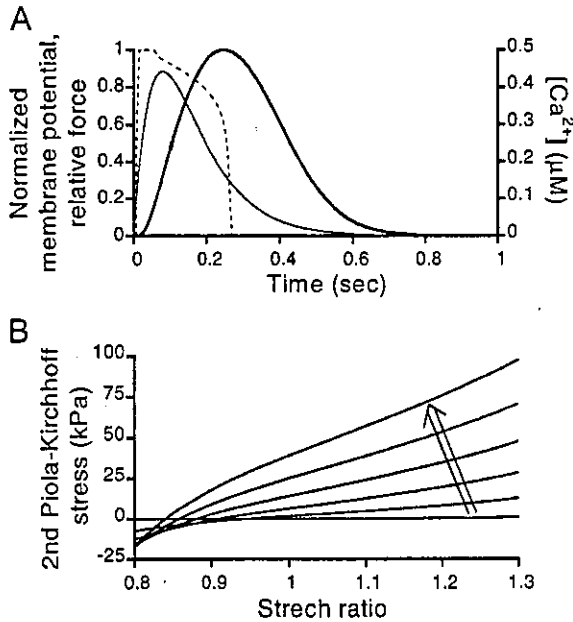 A
Normalized
membrane potential,
relative force
1
0.8
0.6
0.4
0.2
0
0.5
0.4
0.3
0.2
0.1
0
[Ca2+] (μM)
0 0.2 0.4 0.6 0.8 1
Time (sec)
B
2nd Piola-Kirchhoff
stress (kPa)
100
75
50
25
0
-25
0.8 0.9 1 1.1 1.2 1.3
Strech ratio